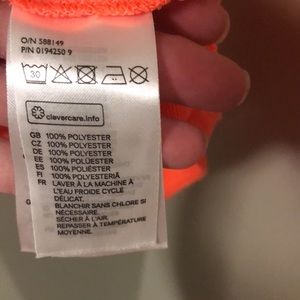 O/N 588149
P/N 0194250 9
30
clevercare.info
GB 100% POLYESTER
CZ 100% POLYESTER
DE 100% POLYESTER
EE 100% POLÜESTER
ES 100% POLIÉSTER
FI 100% POLYESTERIÄ
FR LAVER À LA MACHINE À
L'EAU FROIDE CYCLE
DÉLICAT.
BLANCHIR SANS CHLORE SI
NÉCESSAIRE.
SÉCHER À L'AIR.
REPASSER À TEMPÉRATURE
MOYENNE.